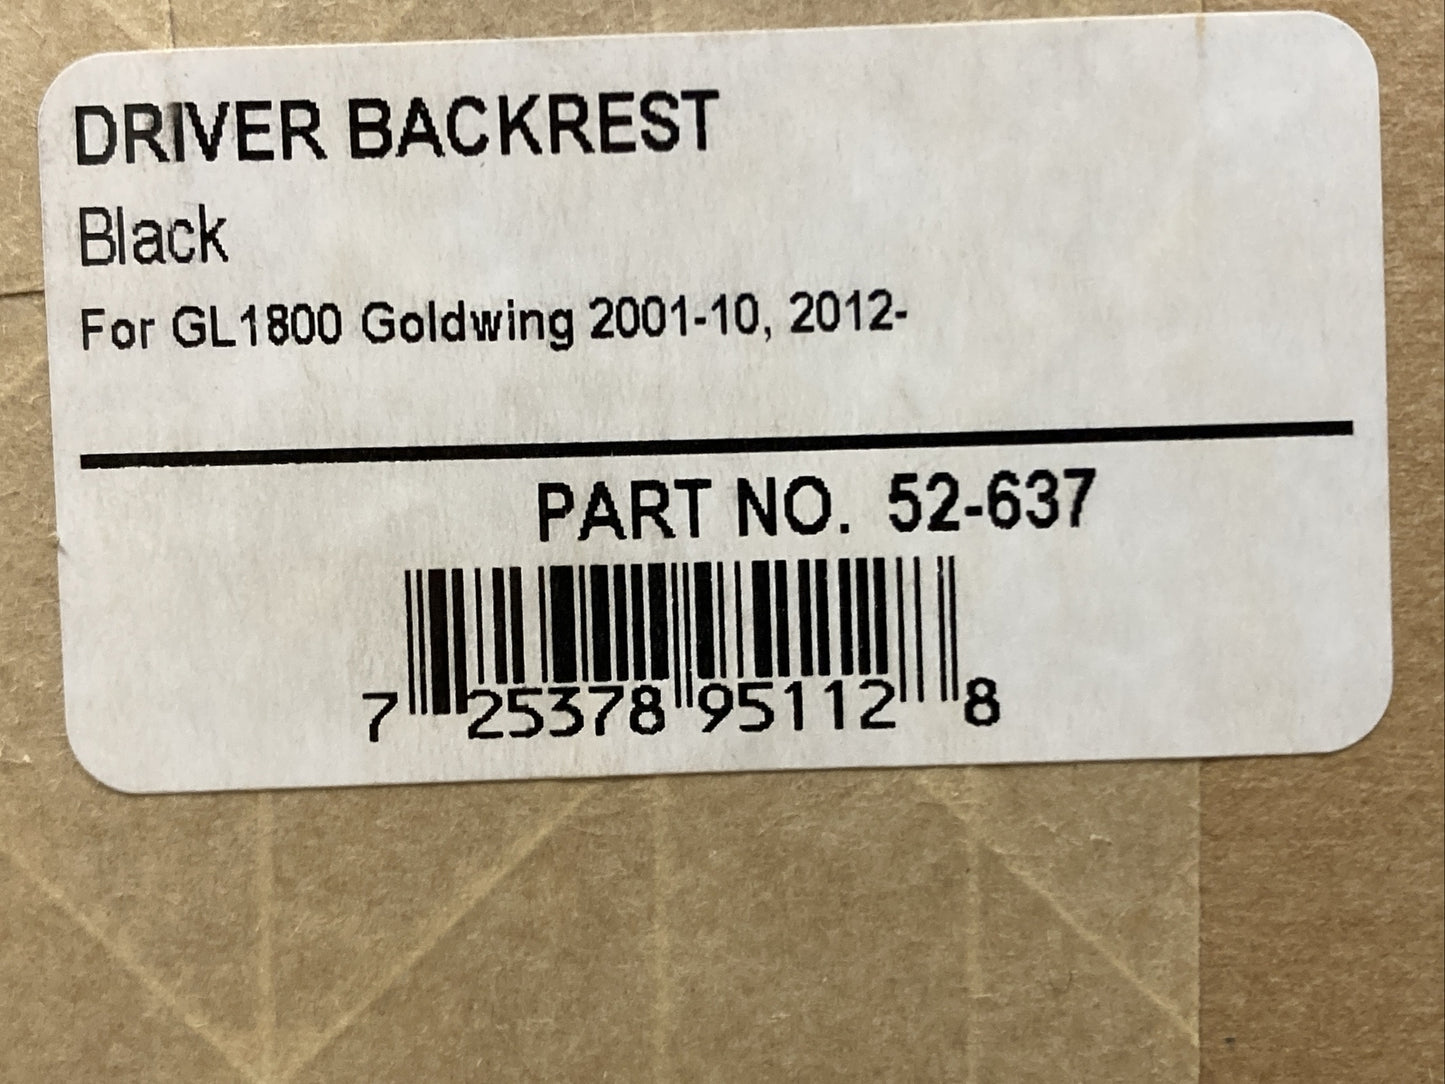 DRIVER BACKREST
Black
For GL1800 Goldwing 2001-10, 2012-
PART NO. 52-637
7 25378 95112 8